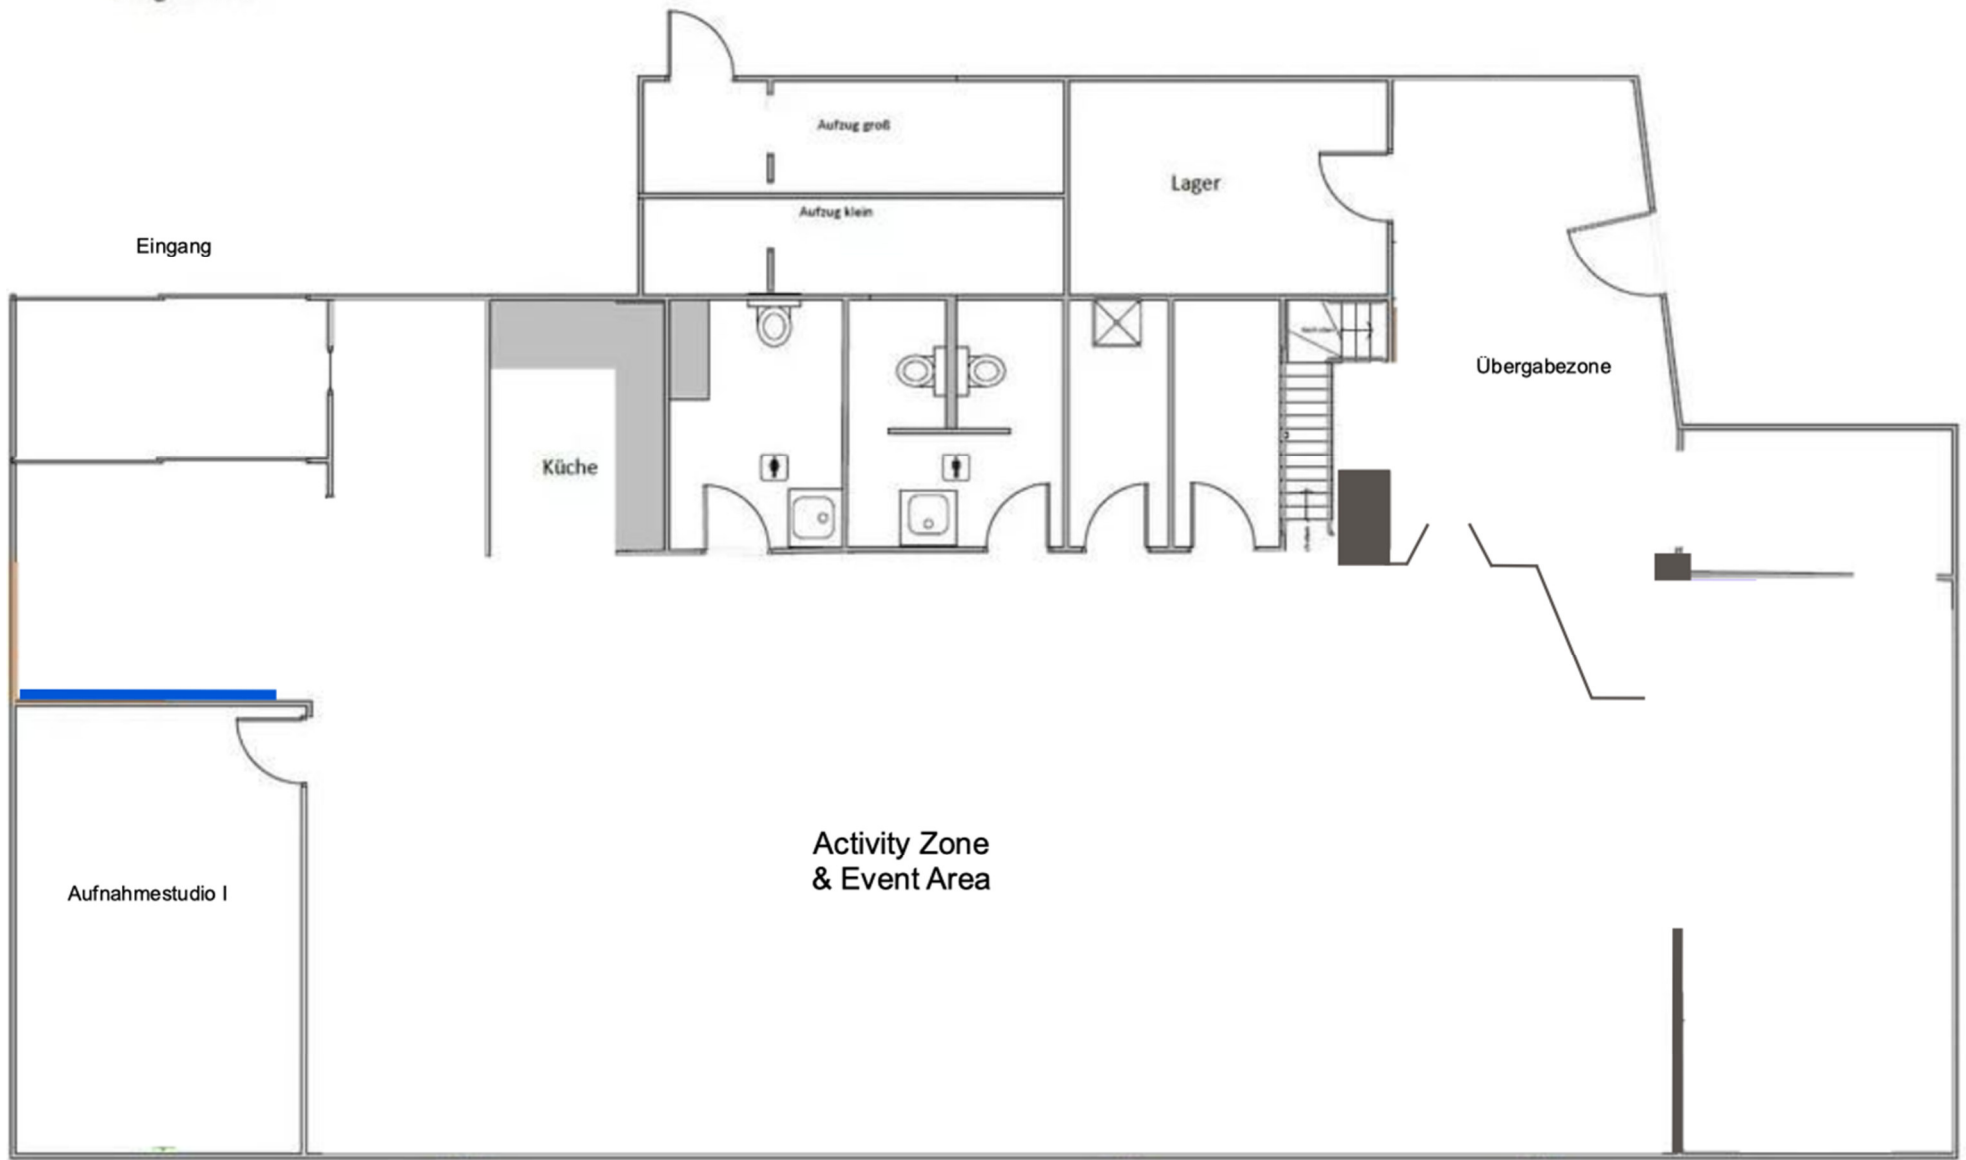 Aufzug groß
Lager
Aufzug klein
Eingang
Übergabezone
Küche
Activity Zone
& Event Area
Aufnahmestudio I